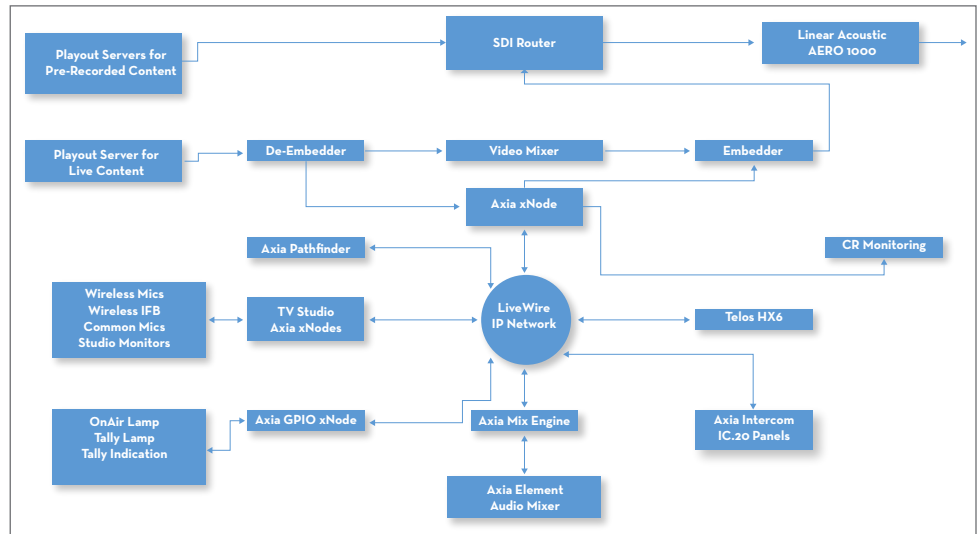 Playout Servers for
Pre-Recorded Content
SDI Router
Linear Acoustic
AERO 1000
Playout Server for
Live Content
De-Embedder
Video Mixer
Embedder
Axia xNode
Axia Pathfinder
CR Monitoring
Wireless Mics
Wireless IFB
Common Mics
Studio Monitors
TV Studio
Axia xNodes
LiveWire
IP Network
Telos HX6
OnAir Lamp
Tally Lamp
Tally Indication
Axia GPIO xNode
Axia Mix Engine
Axia Intercom
IC.20 Panels
Axia Element
Audio Mixer